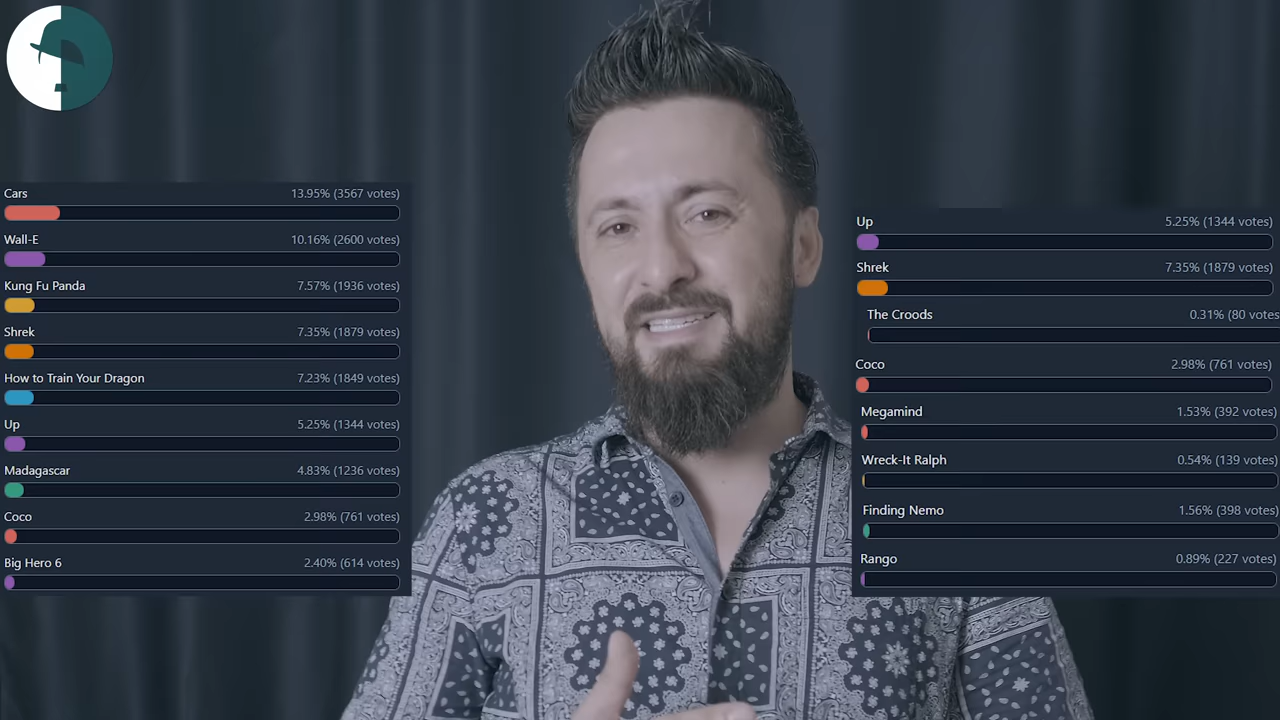 Cars 13.95% (3567 votes)
Wall-E 10.16% (2600 votes)
Kung Fu Panda 7.57% (1936 votes)
Shrek 7.35% (1879 votes)
How to Train Your Dragon 7.23% (1849 votes)
Up 5.25% (1344 votes)
Madagascar 4.83% (1236 votes)
Coco 2.98% (761 votes)
Big Hero 6 2.40% (614 votes)
Up 5.25% (1344 votes)
Shrek 7.35% (1879 votes)
The Croods 0.31% (80 votes
Coco 2.98% (761 votes)
Megamind 1.53% (392 votes)
Wreck-It Ralph 0.54% (139 votes)
Finding Nemo 1.56% (398 votes)
Rango 0.89% (227 votes)